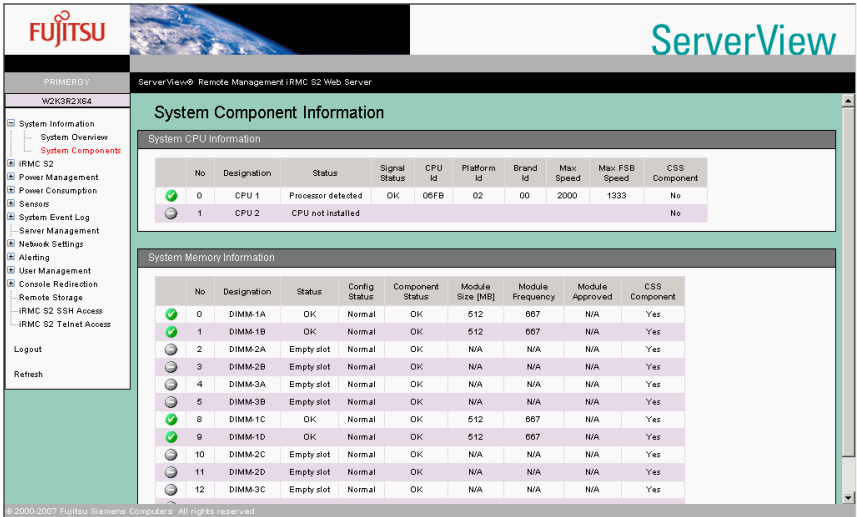 FUJITSU
ServerView
PRIMERGY
ServerView® Remote Management iRMC S2 Web Server
W2K3R2X64
System Information
System Overview
System Components
iRMC S2
Power Management
Power Consumption
Sensors
System Event Log
Server Management
Network Settings
Alerting
User Management
Console Redirection
Remote Storage
iRMC S2 SSH Access
iRMC S2 Telnet Access
Logout
Refresh
System Component Information
System CPU Information
No Designation Status Signal Status CPU Id Platform Id Brand Id Max Speed Max FSB Speed CSS Component
0 CPU 1 Processor detected OK 06FB 02 00 2000 1333 No
1 CPU 2 CPU not installed No
System Memory Information
No Designation Status Config Status Component Status Module Size [MB] Module Frequency Module Approved CSS Component
0 DIMM-1A OK Normal OK 512 667 N/A Yes
1 DIMM-1B OK Normal OK 512 667 N/A Yes
2 DIMM-2A Empty slot Normal OK N/A N/A N/A Yes
3 DIMM-2B Empty slot Normal OK N/A N/A N/A Yes
4 DIMM-3A Empty slot Normal OK N/A N/A N/A Yes
5 DIMM-3B Empty slot Normal OK N/A N/A N/A Yes
8 DIMM-1C OK Normal OK 512 667 N/A Yes
9 DIMM-1D OK Normal OK 512 667 N/A Yes
10 DIMM-2C Empty slot Normal OK N/A N/A N/A Yes
11 DIMM-2D Empty slot Normal OK N/A N/A N/A Yes
12 DIMM-3C Empty slot Normal OK N/A N/A N/A Yes
© 2000-2007 Fujitsu Siemens Computers All rights reserved.